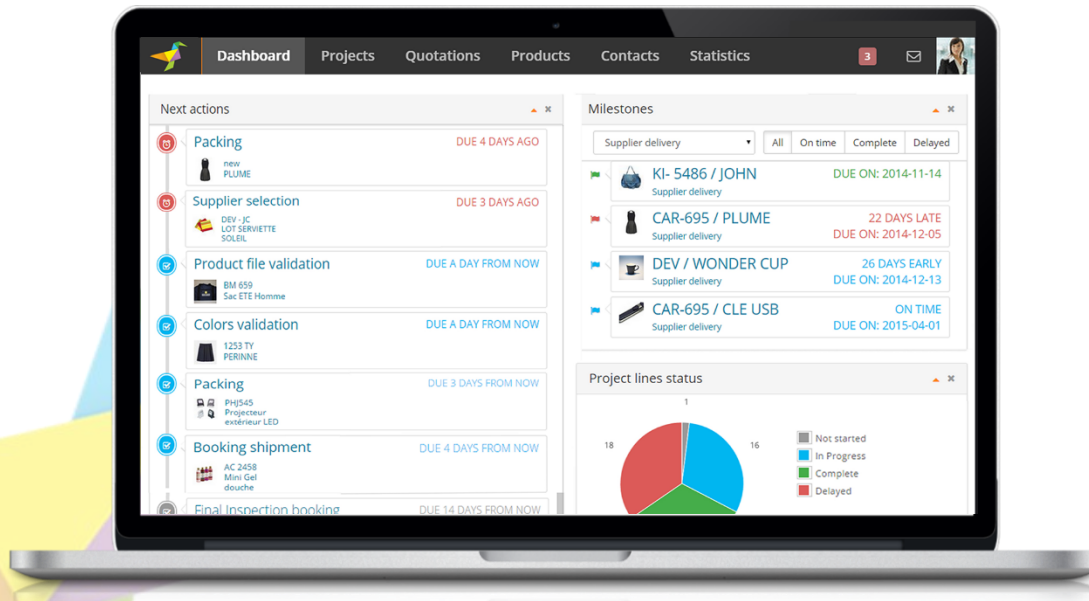 Dashboard Projects Quotations Products Contacts Statistics 3
Next actions
Packing DUE 4 DAYS AGO
new
PLUME
Supplier selection DUE 3 DAYS AGO
DEV - JC
LOT SERVIETTE
SOLEIL
Product file validation DUE A DAY FROM NOW
BM 659
Sac ETE Homme
Colors validation DUE A DAY FROM NOW
1253 TY
PERINNE
Packing DUE 3 DAYS FROM NOW
PHJ545
Projecteur
extérieur LED
Booking shipment DUE 4 DAYS FROM NOW
AC 2458
Mini Gel
douche
Final Inspection booking DUE 14 DAYS FROM NOW
Milestones
Supplier delivery All On time Complete Delayed
KI- 5486 / JOHN DUE ON: 2014-11-14
Supplier delivery
CAR-695 / PLUME 22 DAYS LATE
Supplier delivery DUE ON: 2014-12-05
DEV / WONDER CUP 26 DAYS EARLY
Supplier delivery DUE ON: 2014-12-13
CAR-695 / CLE USB ON TIME
Supplier delivery DUE ON: 2015-04-01
Project lines status
1
18 16
Not started
In Progress
Complete
Delayed